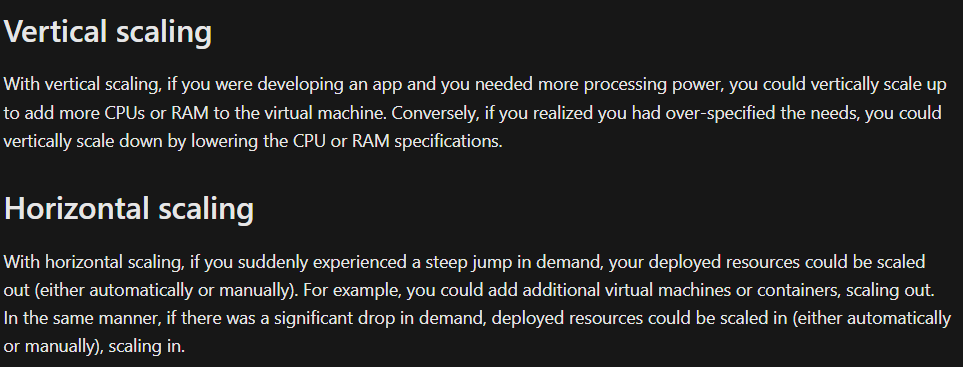 Vertical scaling
With vertical scaling, if you were developing an app and you needed more processing power, you could vertically scale up
to add more CPUs or RAM to the virtual machine. Conversely, if you realized you had over-specified the needs, you could
vertically scale down by lowering the CPU or RAM specifications.
Horizontal scaling
With horizontal scaling, if you suddenly experienced a steep jump in demand, your deployed resources could be scaled
out (either automatically or manually). For example, you could add additional virtual machines or containers, scaling out.
In the same manner, if there was a significant drop in demand, deployed resources could be scaled in (either automatically
or manually), scaling in.